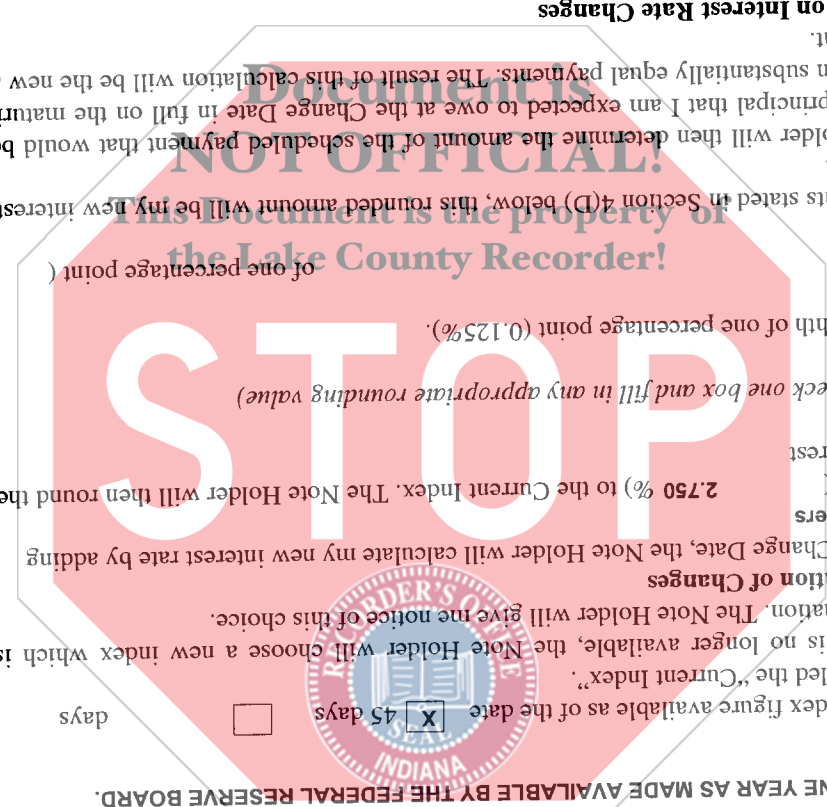 NE YEAR AS MADE AVAILABLE BY THE FEDERAL RESERVE BOARD.
dex figure available as of the date X 45 days days
led the "Current Index".
is no longer available, the Note Holder will choose a new index which is
ation. The Note Holder will give me notice of this choice.
tion of Changes
Change Date, the Note Holder will calculate my new interest rate by adding
ers
2.750 %) to the Current Index. The Note Holder will then round the
rest
eck one box and fill in any appropriate rounding value)
hth of one percentage point (0.125%).
of one percentage point (
ts stated in Section 4(D) below, this rounded amount will be my new interest
lder will then determine the amount of the scheduled payment that would be
principal that I am expected to owe at the Change Date in full on the maturi
n substantially equal payments. The result of this calculation will be the new
t.
on Interest Rate Changes
Document is
NOT OFFICIAL!
This Document is the property of
the Lake County Recorder!
STOP
RECORDER'S OFFICE
SEAL
INDIANA